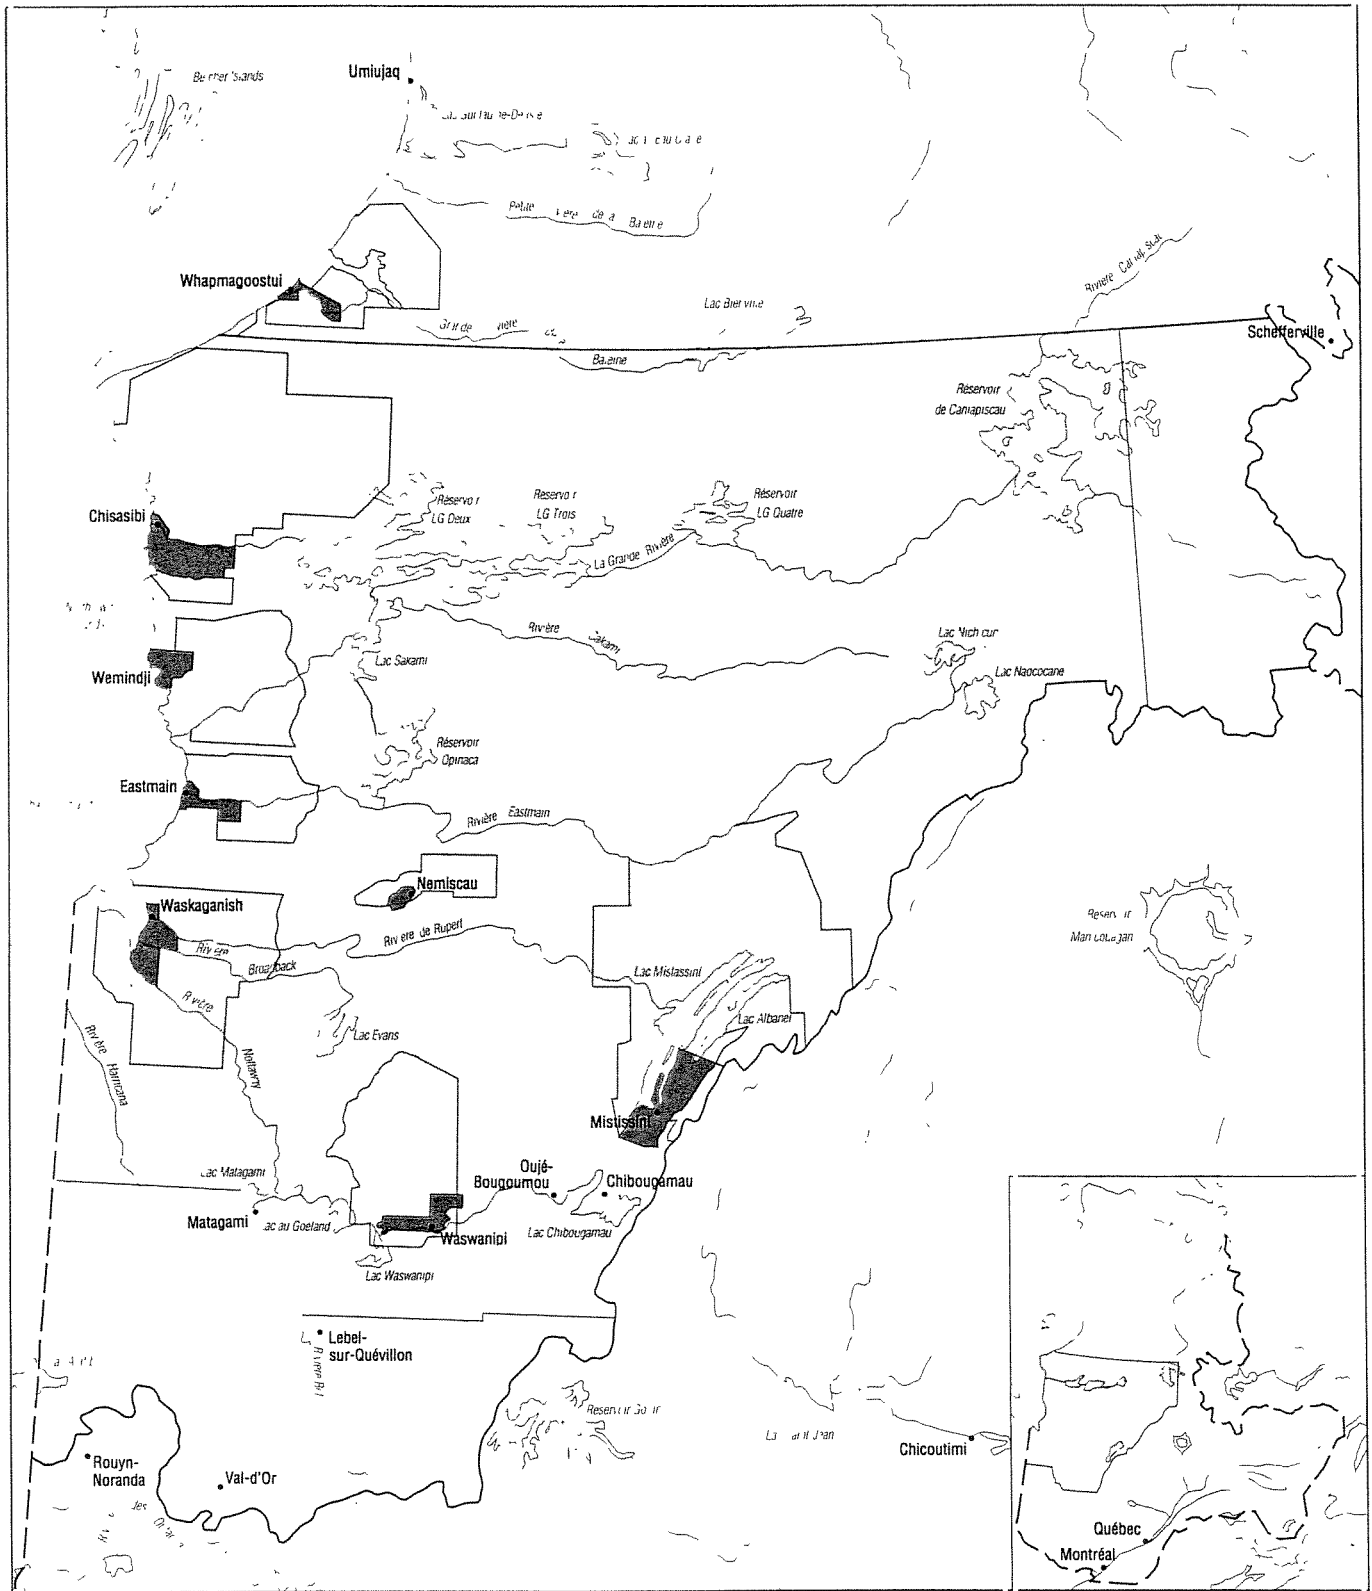 Umiujaq
Petite
Baleine
Whapmagoostui
Lac Bienville
Baleine
Schefferville
Réservoir
de Caniapiscau
Chisasibi
Réservoir
LG Deux
Réservoir
LG Trois
Réservoir
LG Quatre
La Grande Rivière
Rivière
Sakami
Lac Sakami
Wemindji
Lac Naococane
Réservoir
Opinaca
Eastmain
Rivière Eastmain
Nemiscau
Waskaganish
Rivière
Broadback
Rivière de Rupert
Lac Mistassini
Lac Albanel
Rivière
Nottaway
Lac Evans
Rivière Harricana
Mistissini
Oujé-
Bougoumou
Chibougamau
Lac Chibougamau
Lac Matagami
Matagami
Lac au Goeland
Waswanipi
Lac Waswanipi
Lebel-
sur-Quévillon
Rouyn-
Noranda
Val-d'Or
Chicoutimi
Québec
Montréal